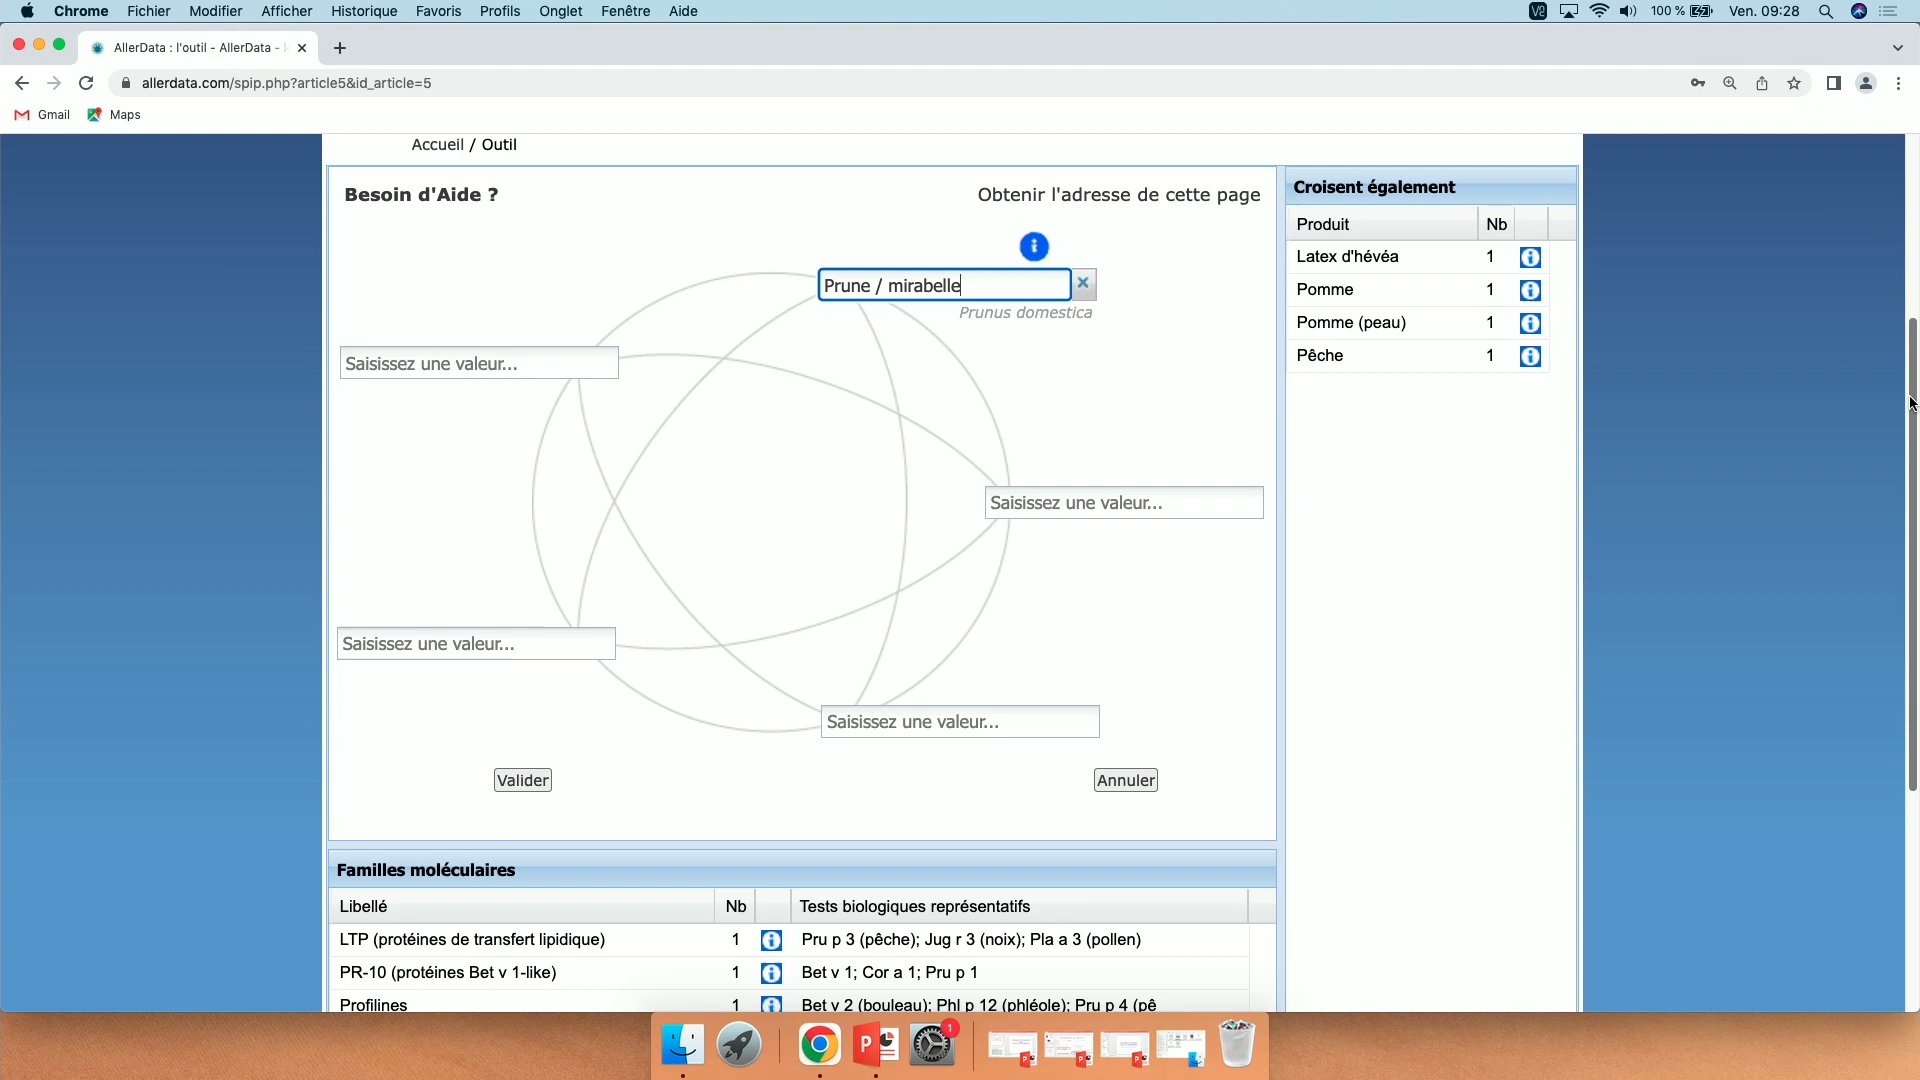 Chrome Fichier Modifier Afficher Historique Favoris Profils Onglet Fenêtre Aide 100 % Ven. 09:28
AllerData : l'outil - AllerData -
allerdata.com/spip.php?article5&id_article=5
Gmail Maps
Accueil / Outil
Besoin d'Aide ? Obtenir l'adresse de cette page
Croisent également
Produit Nb
Latex d'hévéa 1
Pomme 1
Pomme (peau) 1
Pêche 1
Prune / mirabelle
Prunus domestica
Saisissez une valeur...
Saisissez une valeur...
Saisissez une valeur...
Saisissez une valeur...
Valider Annuler
Familles moléculaires
Libellé Nb Tests biologiques représentatifs
LTP (protéines de transfert lipidique) 1 Pru p 3 (pêche); Jug r 3 (noix); Pla a 3 (pollen)
PR-10 (protéines Bet v 1-like) 1 Bet v 1; Cor a 1; Pru p 1
Profilines 1 Bet v 2 (bouleau); Phl p 12 (phléole); Pru p 4 (pê
1